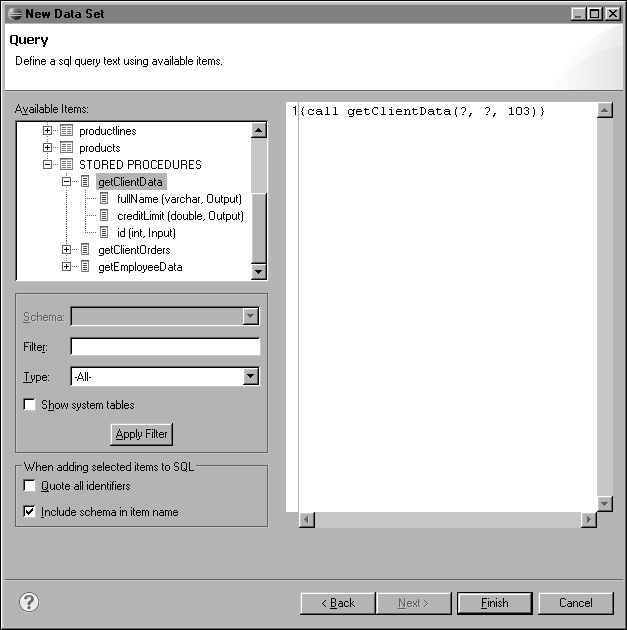 New Data Set
Query
Define a sql query text using available items.
Available Items:
productlines
products
STORED PROCEDURES
getClientData
fullName (varchar, Output)
creditLimit (double, Output)
id (int, Input)
getClientOrders
getEmployeeData
1{call getClientData(?, ?, 103)}
Schema:
Filter:
Type: -All-
Show system tables
Apply Filter
When adding selected items to SQL
Quote all identifiers
Include schema in item name
?
< Back
Next >
Finish
Cancel